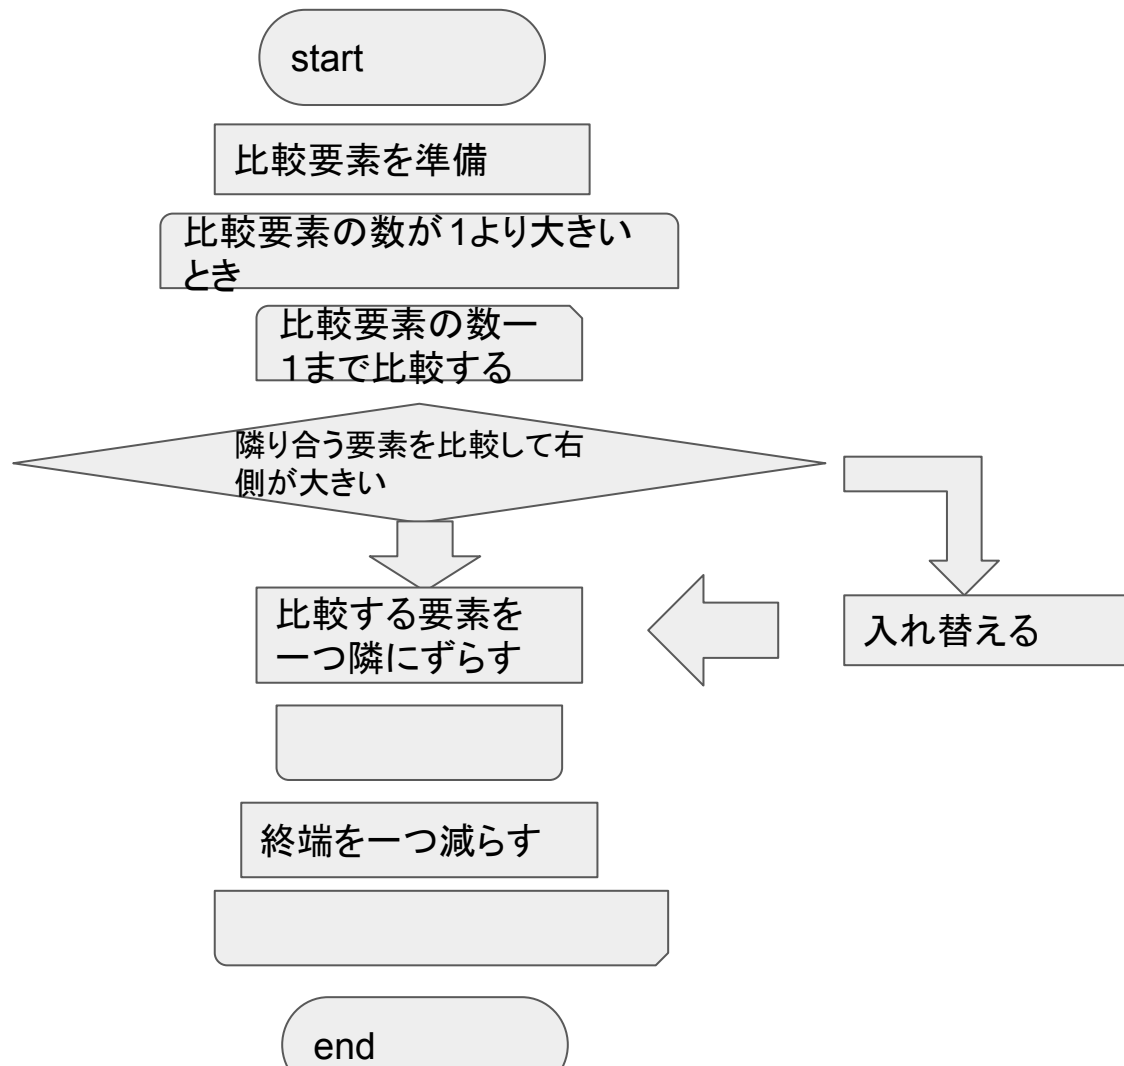 start
比較要素を準備
比較要素の数が1より大きい
とき
比較要素の数ー
1まで比較する
隣り合う要素を比較して右
側が大きい
比較する要素を
一つ隣にずらす
入れ替える
終端を一つ減らす
end